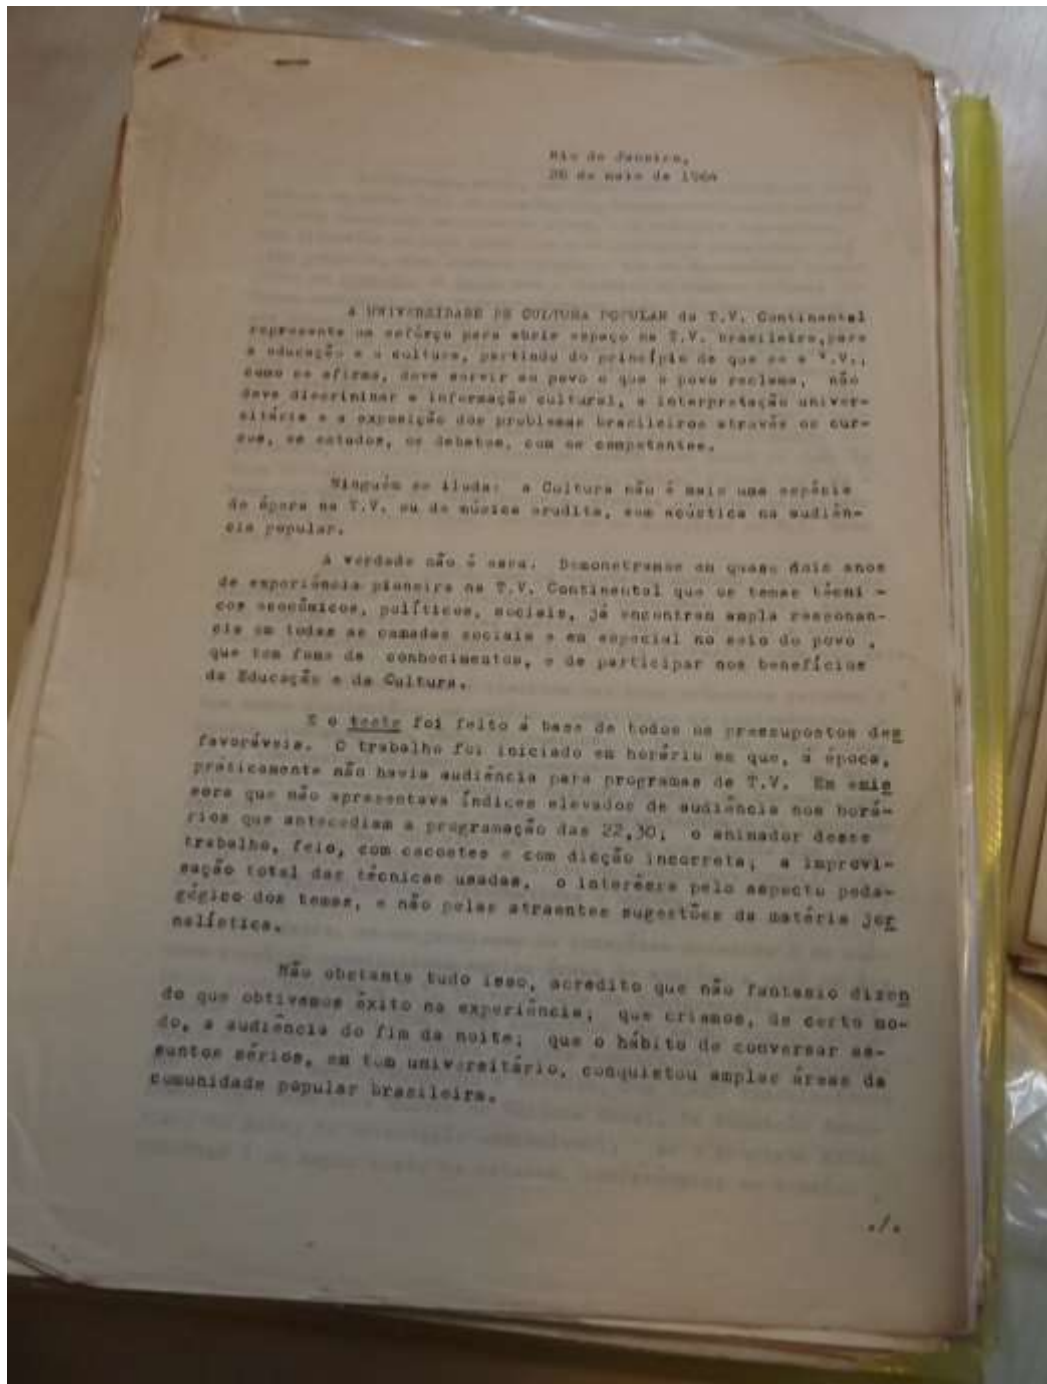 Rio de Janeiro,
26 de maio de 1964
A UNIVERSIDADE DE CULTURA POPULAR da T.V. Continental
representa um esfôrço para abrir espaço na T.V. brasileira,para
a educação e a cultura, partindo do princípio de que se a T.V.,
como se afirma, deve servir ao povo o que o povo reclama, não
deve discriminar a informação cultural, a interpretação univer-
sitária e a exposição dos problemas brasileiros através os cur-
sos, os estudos, os debates, com os competentes.
Ninguém se iluda: a Cultura não é mais uma espécie
de ópera na T.V. ou de música erudita, sem acústica na audiên-
cia popular.
A verdade não é essa. Demonstramos em quase dois anos
de experiência pioneira na T.V. Continental que os temas técni -
cos econômicos, políticos, sociais, já encontram ampla ressonan-
cia em todas as camadas sociais e em especial no seio do povo ,
que tem fome de conhecimentos, e de participar nos benefícios
da Educação e da Cultura.
E o teste foi feito á base de todos os pressupostos des
favoráveis. O trabalho foi iniciado em horário em que, á época,
práticamente não havia audiência para programas de T.V. Em emis
sora que não apresentava índices elevados de audiência nos horá-
rios que antecediam a programação das 22,30; o animador desse
trabalho, feio, com cacoetes e com dicção incorreta; a improvi-
sação total das técnicas usadas, o interêsse pelo aspecto peda-
gógico dos temas, e não pelas atraentes sugestões da matéria jor
nalística.
Não obstante tudo isso, acredito que não fantasio dizen
do que obtivemos êxito na experiência; que criamos, de certo mo-
do, a audiência do fim da noite; que o hábito de conversar as-
suntos sérios, em tom universitário, conquistou amplas áreas da
comunidade popular brasileira.
./.